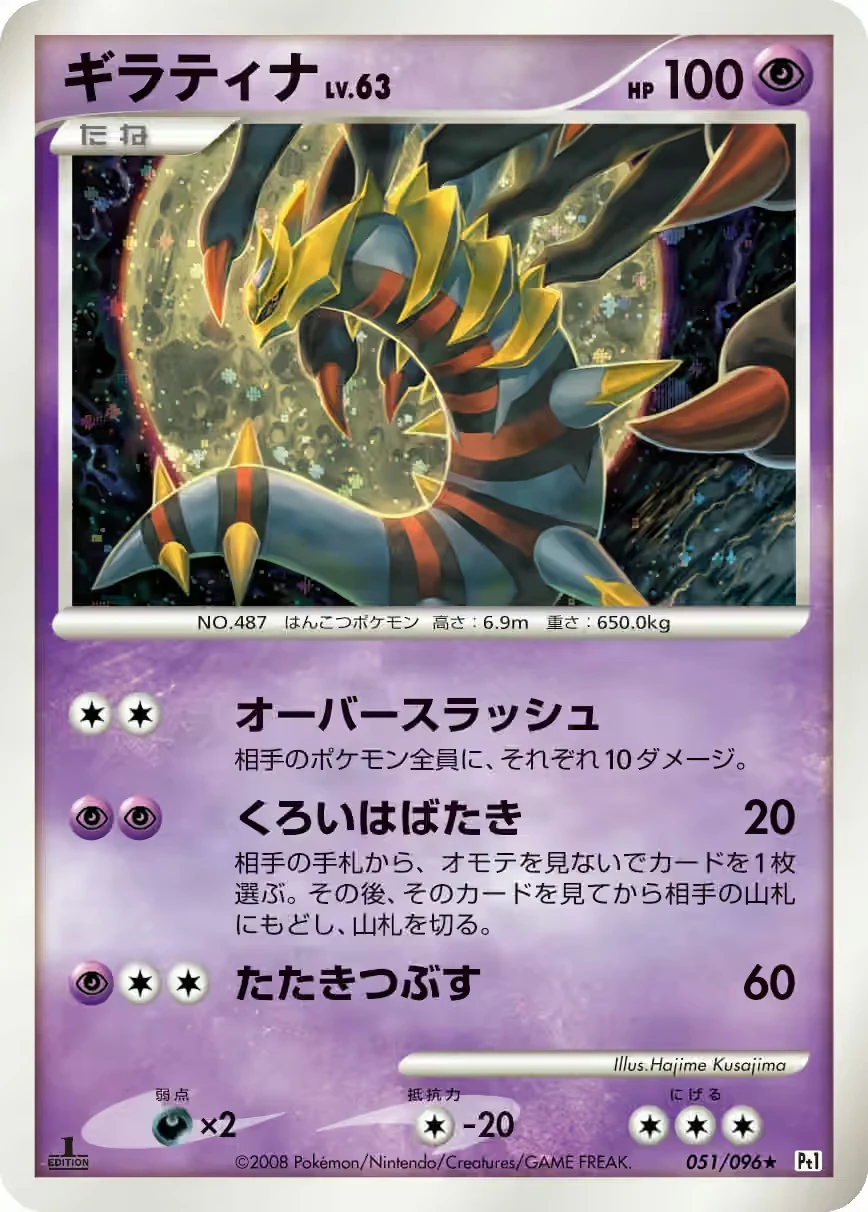 ギラティナ LV.63 HP 100
たね
NO.487 はんこつポケモン 高さ:6.9m 重さ:650.0kg
オーバースラッシュ
相手のポケモン全員に、それぞれ10ダメージ。
くろいはばたき 20
相手の手札から、オモテを見ないでカードを1枚
選ぶ。その後、そのカードを見てから相手の山札
にもどし、山札を切る。
たたきつぶす 60
Illus.Hajime Kusajima
弱点 抵抗力 にげる
×2 -20
1 EDITION
©2008 Pokémon/Nintendo/Creatures/GAME FREAK. 051/096★ Pt1